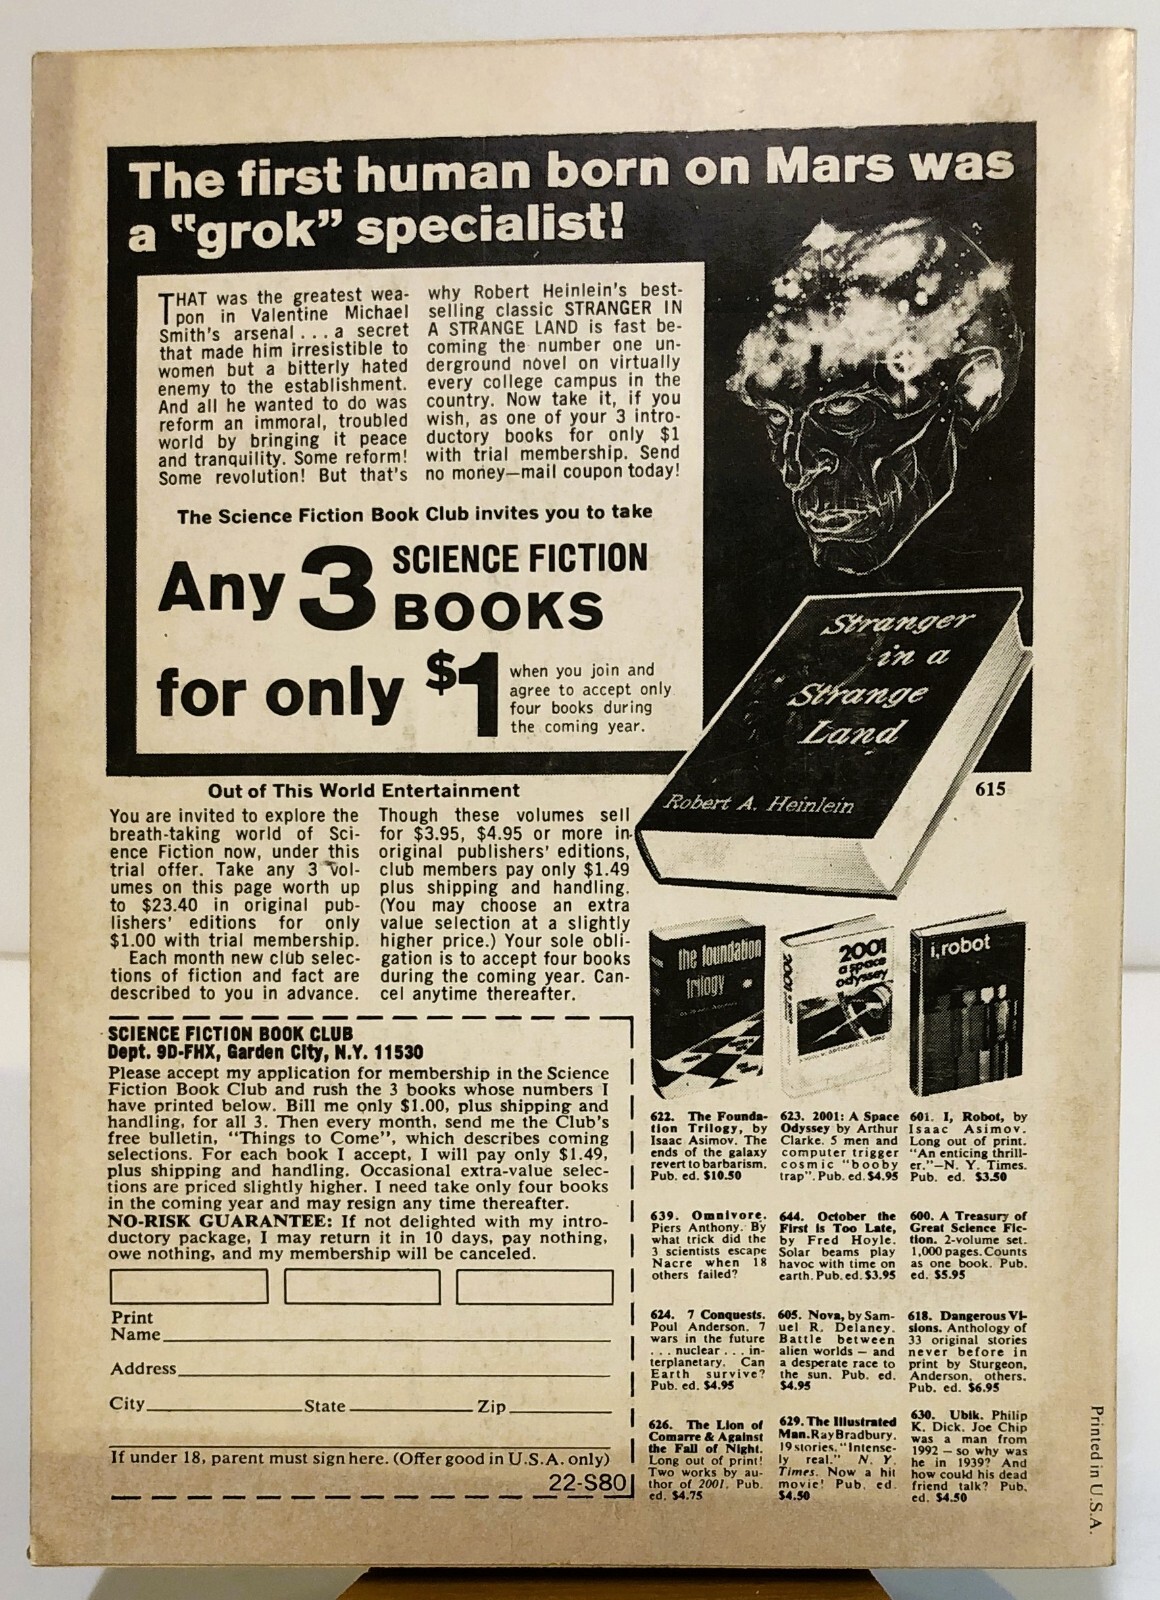 The first human born on Mars was
a "grok" specialist!
THAT was the greatest wea-
pon in Valentine Michael
Smith's arsenal . . . a secret
that made him irresistible to
women but a bitterly hated
enemy to the establishment.
And all he wanted to do was
reform an immoral, troubled
world by bringing it peace
and tranquility. Some reform!
Some revolution! But that's
why Robert Heinlein's best-
selling classic STRANGER IN
A STRANGE LAND is fast be-
coming the number one un-
derground novel on virtually
every college campus in the
country. Now take it, if you
wish, as one of your 3 intro-
ductory books for only $1
with trial membership. Send
no money—mail coupon today!
The Science Fiction Book Club invites you to take
Any 3 SCIENCE FICTION
BOOKS
for only $1
when you join and
agree to accept only
four books during
the coming year.
Stranger
in a
Strange
Land
Robert A. Heinlein
615
Out of This World Entertainment
You are invited to explore the
breath-taking world of Sci-
ence Fiction now, under this
trial offer. Take any 3 vol-
umes on this page worth up
to $23.40 in original pub-
lishers' editions for only
$1.00 with trial membership.
Each month new club selec-
tions of fiction and fact are
described to you in advance.
Though these volumes sell
for $3.95, $4.95 or more in
original publishers' editions,
club members pay only $1.49
plus shipping and handling.
(You may choose an extra
value selection at a slightly
higher price.) Your sole obli-
gation is to accept four books
during the coming year. Can-
cel anytime thereafter.
SCIENCE FICTION BOOK CLUB
Dept. 9D-FHX, Garden City, N.Y. 11530
Please accept my application for membership in the Science
Fiction Book Club and rush the 3 books whose numbers I
have printed below. Bill me only $1.00, plus shipping and
handling, for all 3. Then every month, send me the Club's
free bulletin, "Things to Come", which describes coming
selections. For each book I accept, I will pay only $1.49,
plus shipping and handling. Occasional extra-value selec-
tions are priced slightly higher. I need take only four books
in the coming year and may resign any time thereafter.
NO-RISK GUARANTEE: If not delighted with my intro-
ductory package, I may return it in 10 days, pay nothing,
owe nothing, and my membership will be canceled.
Print
Name
Address
City State Zip
If under 18, parent must sign here. (Offer good in U.S.A. only)
22-S80
the foundation
trilogy
2001
a space
odyssey
i, robot
622. The Founda-
tion Trilogy, by
Isaac Asimov. The
ends of the galaxy
revert to barbarism.
Pub. ed. $10.50
623. 2001: A Space
Odyssey by Arthur
Clarke. 5 men and
computer trigger
cosmic "booby
trap". Pub. ed. $4.95
601. I, Robot, by
Isaac Asimov.
Long out of print.
"An enticing thrill-
er."—N. Y. Times.
Pub. ed. $3.50
639. Omnivore.
Piers Anthony. By
what trick did the
3 scientists escape
Nacre when 18
others failed?
644. October the
First Is Too Late,
by Fred Hoyle.
Solar beams play
havoc with time on
earth. Pub. ed. $3.95
600. A Treasury of
Great Science Fic-
tion. 2-volume set.
1,000 pages. Counts
as one book. Pub.
ed. $5.95
624. 7 Conquests.
Poul Anderson. 7
wars in the future
. . . nuclear . . . in-
terplanetary. Can
Earth survive?
Pub. ed. $4.95
605. Nova, by Sam-
uel R. Delaney.
Battle between
alien worlds — and
a desperate race to
the sun. Pub. ed.
$4.95
618. Dangerous Vi-
sions. Anthology of
33 original stories
never before in
print by Sturgeon,
Anderson, others.
Pub. ed. $6.95
626. The Lion of
Comarre & Against
the Fall of Night.
Long out of print!
Two works by au-
thor of 2001. Pub.
ed. $4.75
629. The Illustrated
Man. Ray Bradbury.
19 stories. "Intense-
ly real." N. Y.
Times. Now a hit
movie! Pub. ed.
$4.50
630. Ubik. Philip
K. Dick. Joe Chip
was a man from
1992 — so why was
he in 1939? And
how could his dead
friend talk? Pub.
ed. $4.50
Printed in U.S.A.